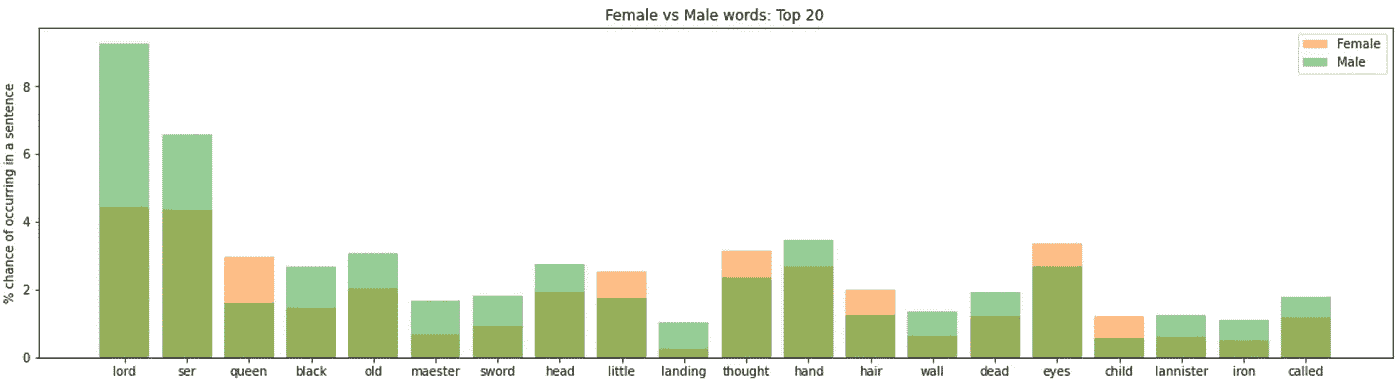 Female vs Male words: Top 20
Female
Male
% chance of occurring in a sentence
8
6
4
2
0
lord ser queen black old maester sword head little landing thought hand hair wall dead eyes child lannister iron called